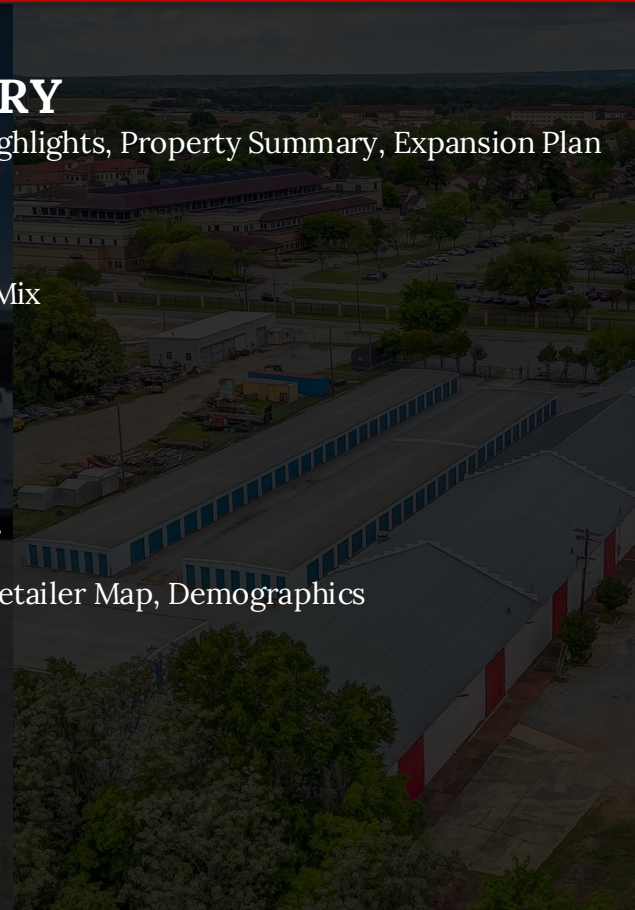 RY
ghlights, Property Summary, Expansion Plan
Mix
etailer Map, Demographics